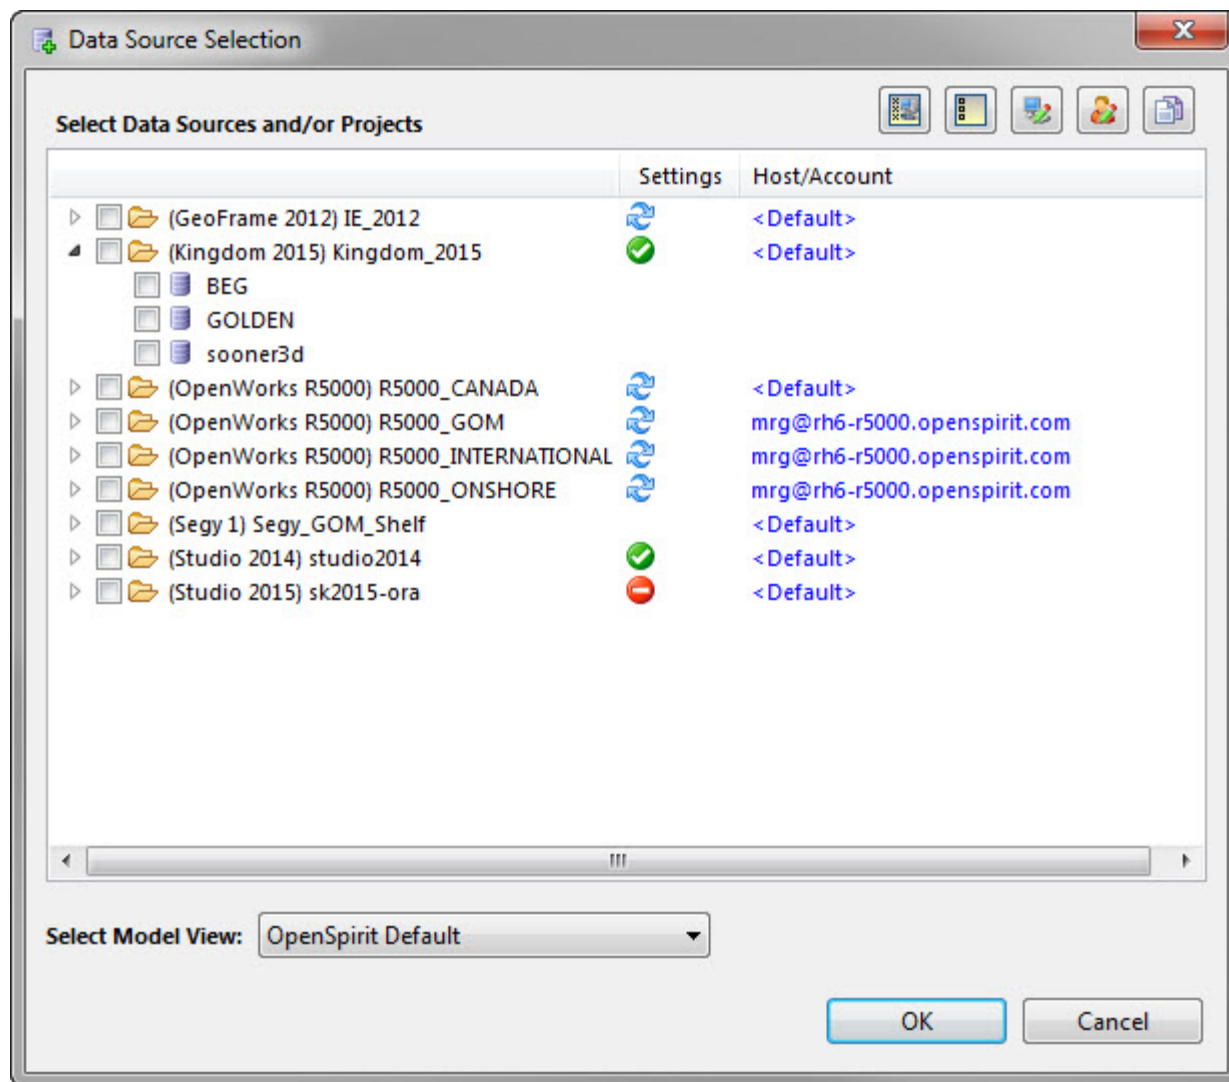 Data Source Selection
Select Data Sources and/or Projects
Settings Host/Account
(GeoFrame 2012) IE_2012 <Default>
(Kingdom 2015) Kingdom_2015 <Default>
BEG
GOLDEN
sooner3d
(OpenWorks R5000) R5000_CANADA <Default>
(OpenWorks R5000) R5000_GOM mrg@rh6-r5000.openspirit.com
(OpenWorks R5000) R5000_INTERNATIONAL mrg@rh6-r5000.openspirit.com
(OpenWorks R5000) R5000_ONSHORE mrg@rh6-r5000.openspirit.com
(Segy 1) Segy_GOM_Shelf <Default>
(Studio 2014) studio2014 <Default>
(Studio 2015) sk2015-ora <Default>
Select Model View: OpenSpirit Default
OK Cancel